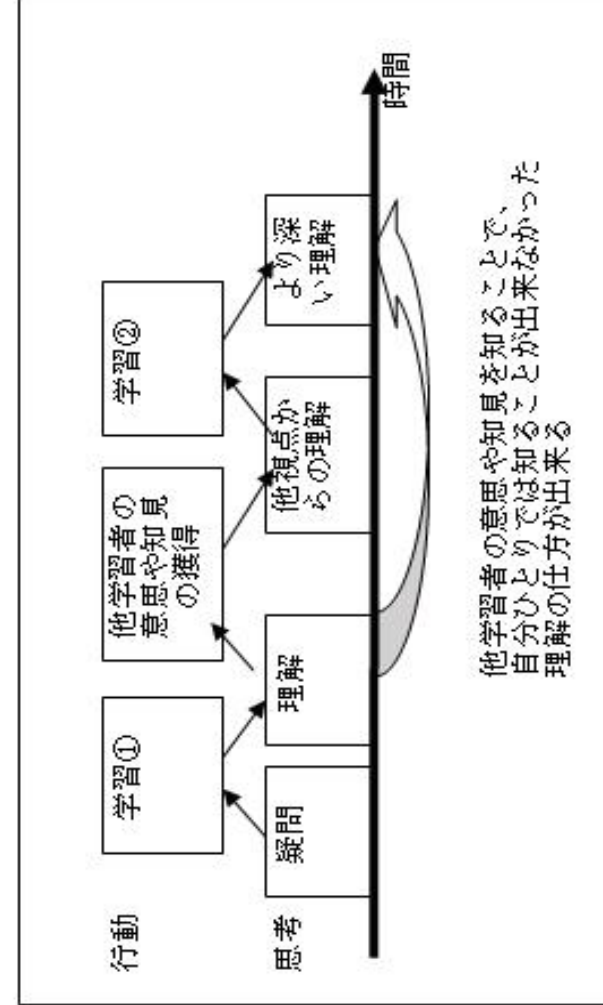 行動
学習①
他学習者の
意思や知見
の獲得
学習②
思考
疑問
理解
他視点か
らの理解
より深
い理解
時間
他学習者の意思や知見を知ることで、
自分ひとりでは知ることが出来なかった
理解の仕方が出来る